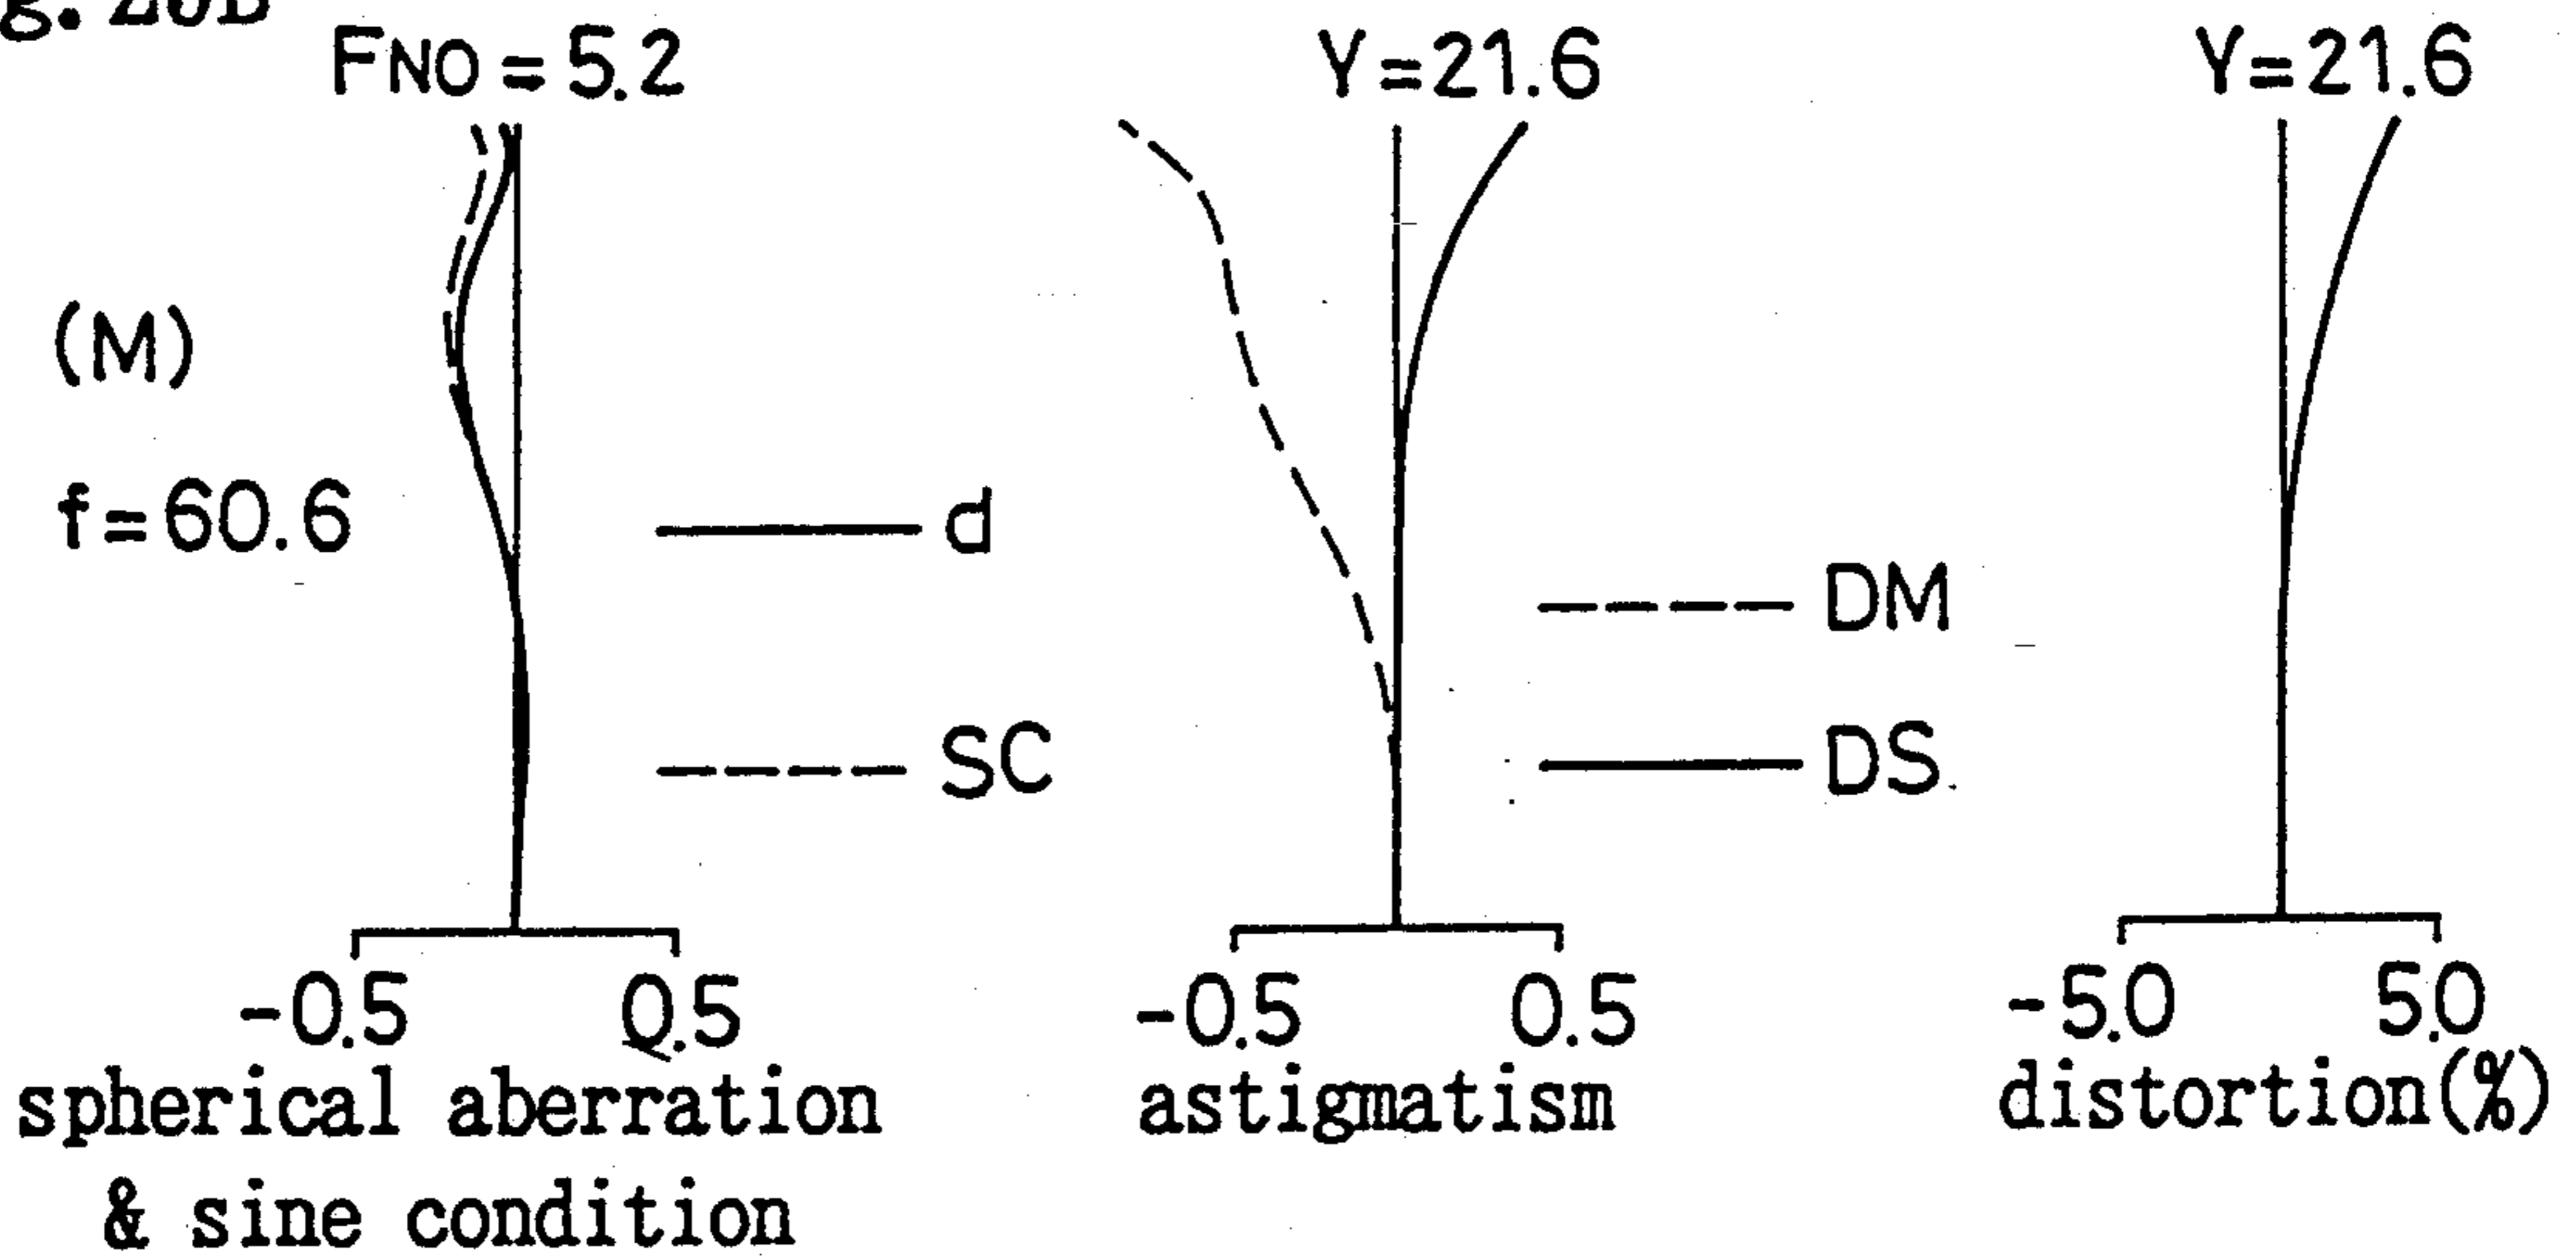 FNO = 5.2
Y=21.6
Y=21.6
(M)
f=60.6
d
SC
DM
DS
-0.5 0.5
-0.5 0.5
-5.0 5.0
spherical aberration
& sine condition
astigmatism
distortion(%)